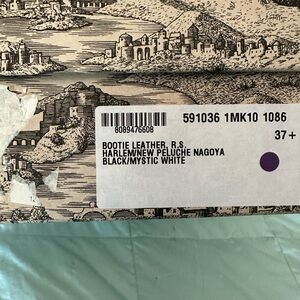 591036 1MK10 1086
8089476608
37+
BOOTIE LEATHER, R.S.
HARLEM/NEW PELUCHE NAGOYA
BLACK/MYSTIC WHITE